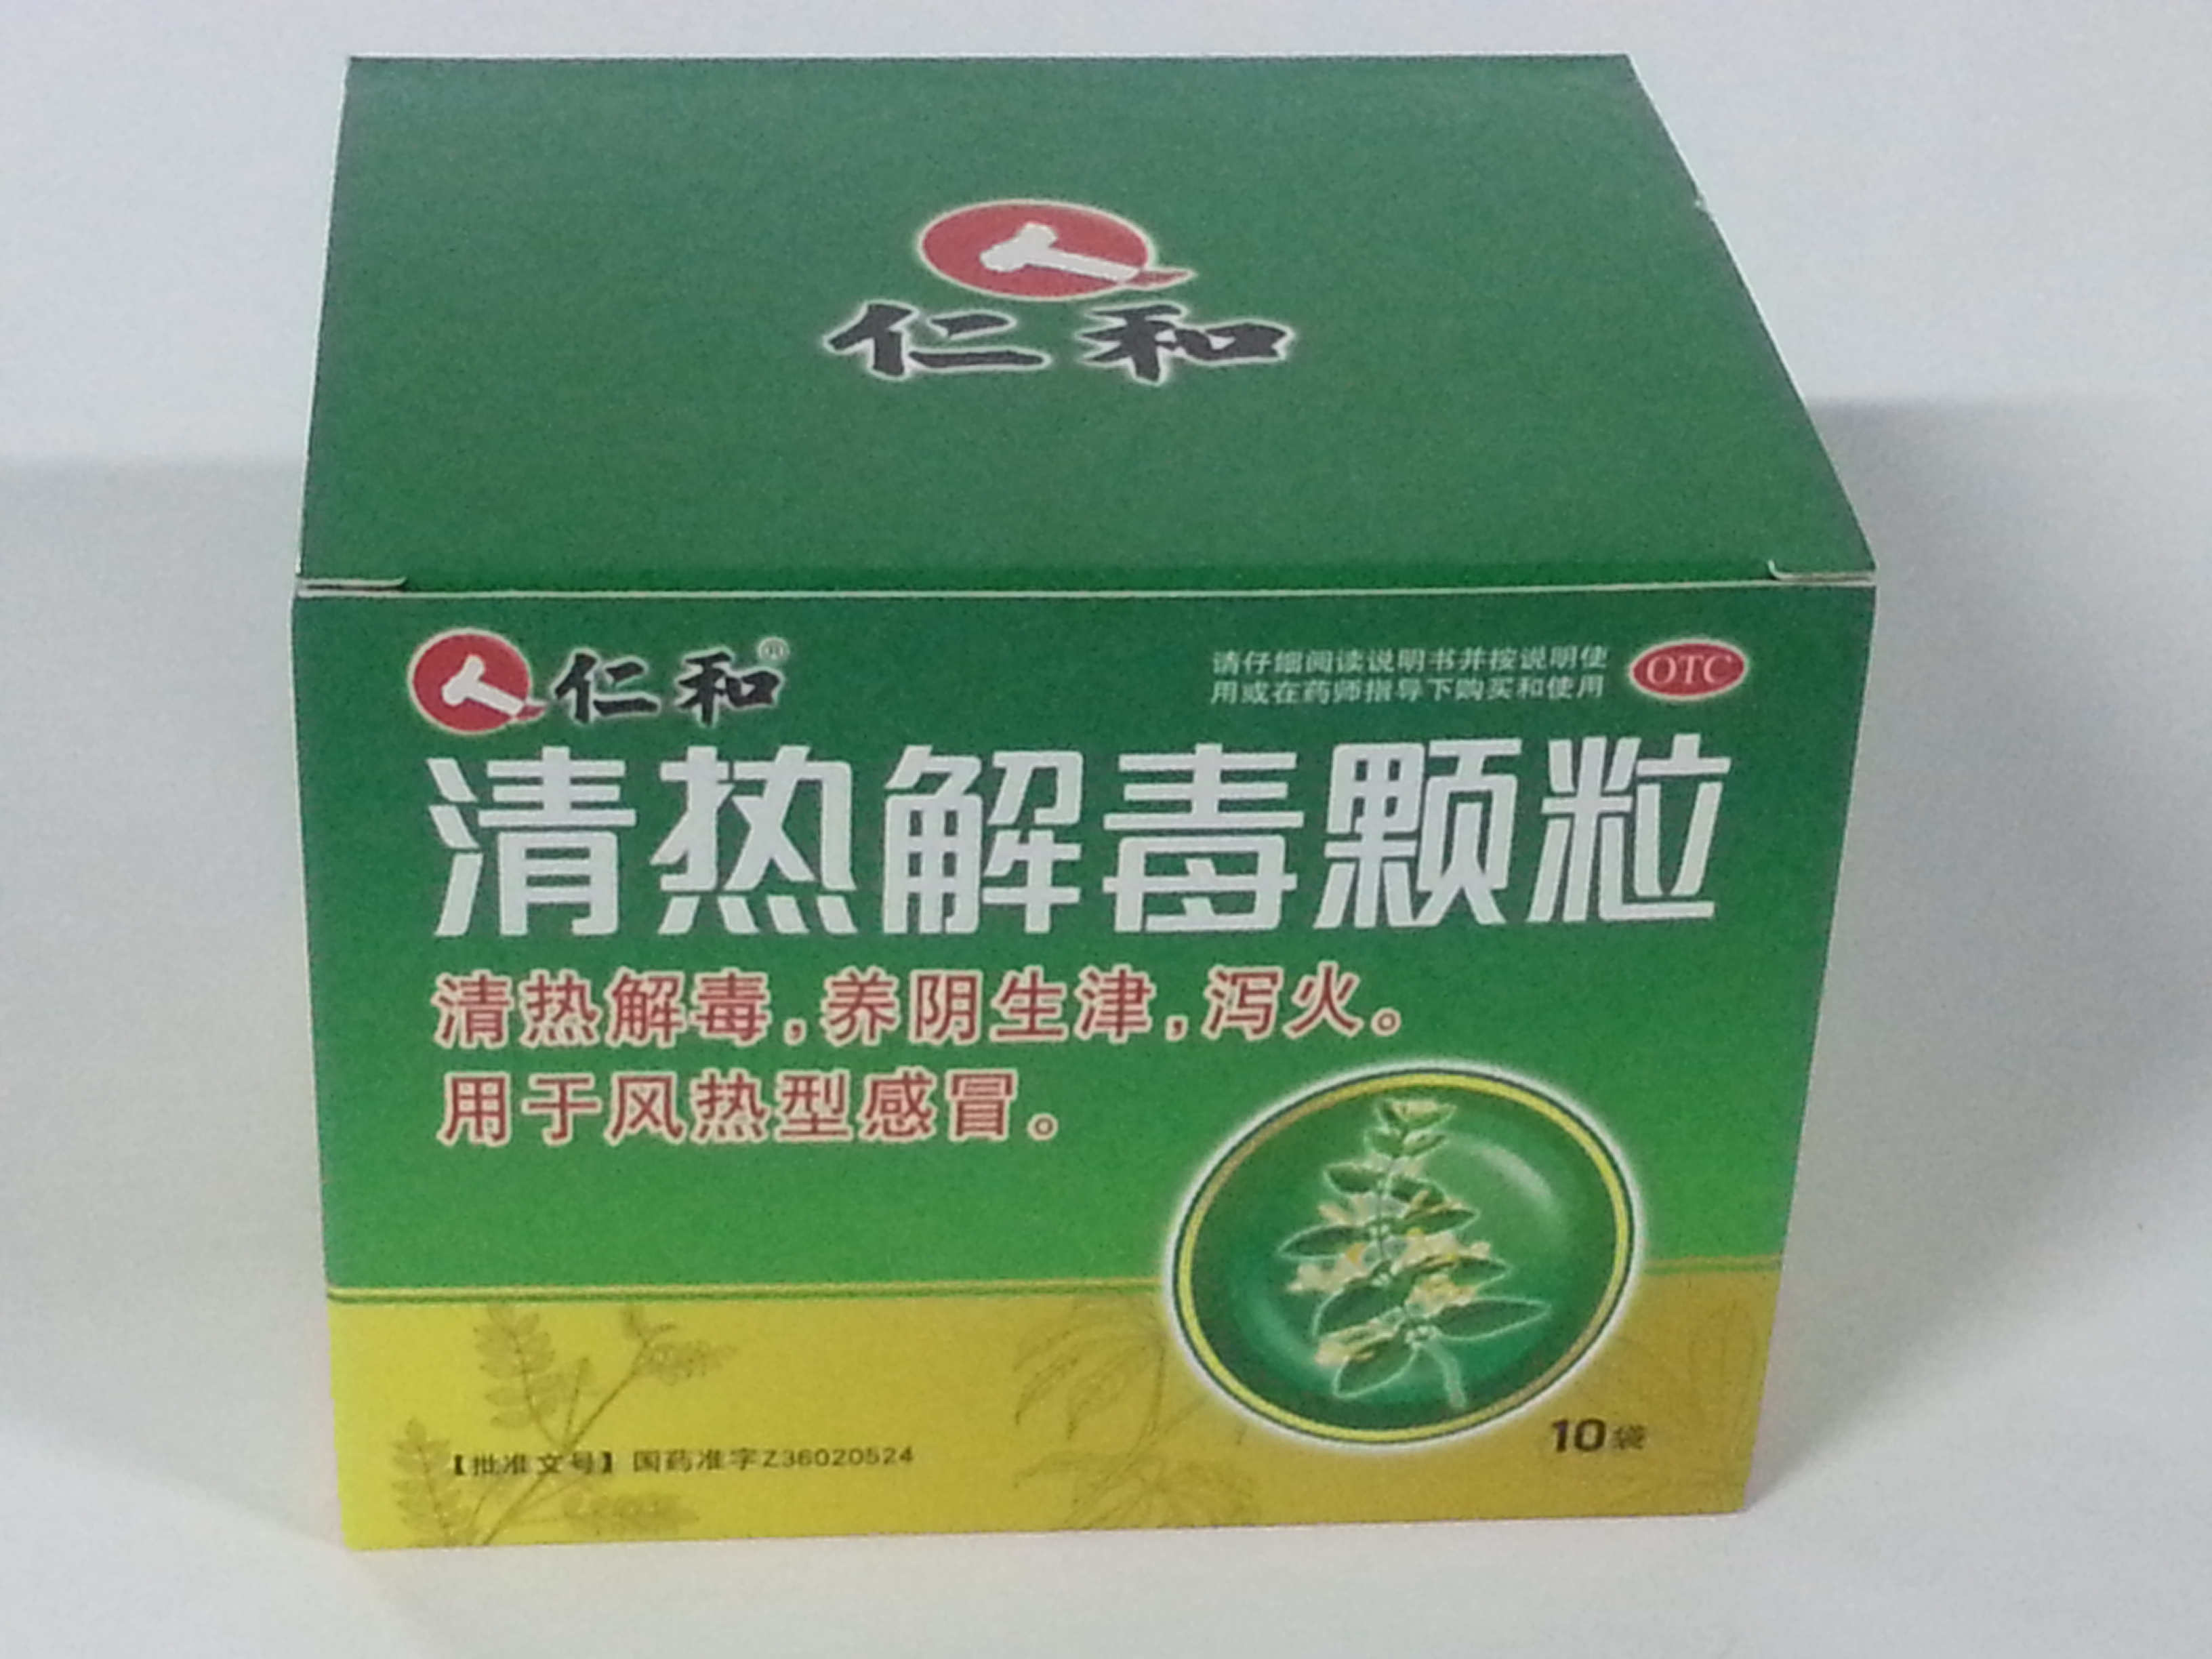 仁和
仁和®
请仔细阅读说明书并按说明使
用或在药师指导下购买和使用
OTC
清热解毒颗粒
清热解毒,养阴生津,泻火。
用于风热型感冒。
10袋
【批准文号】国药准字Z36020524